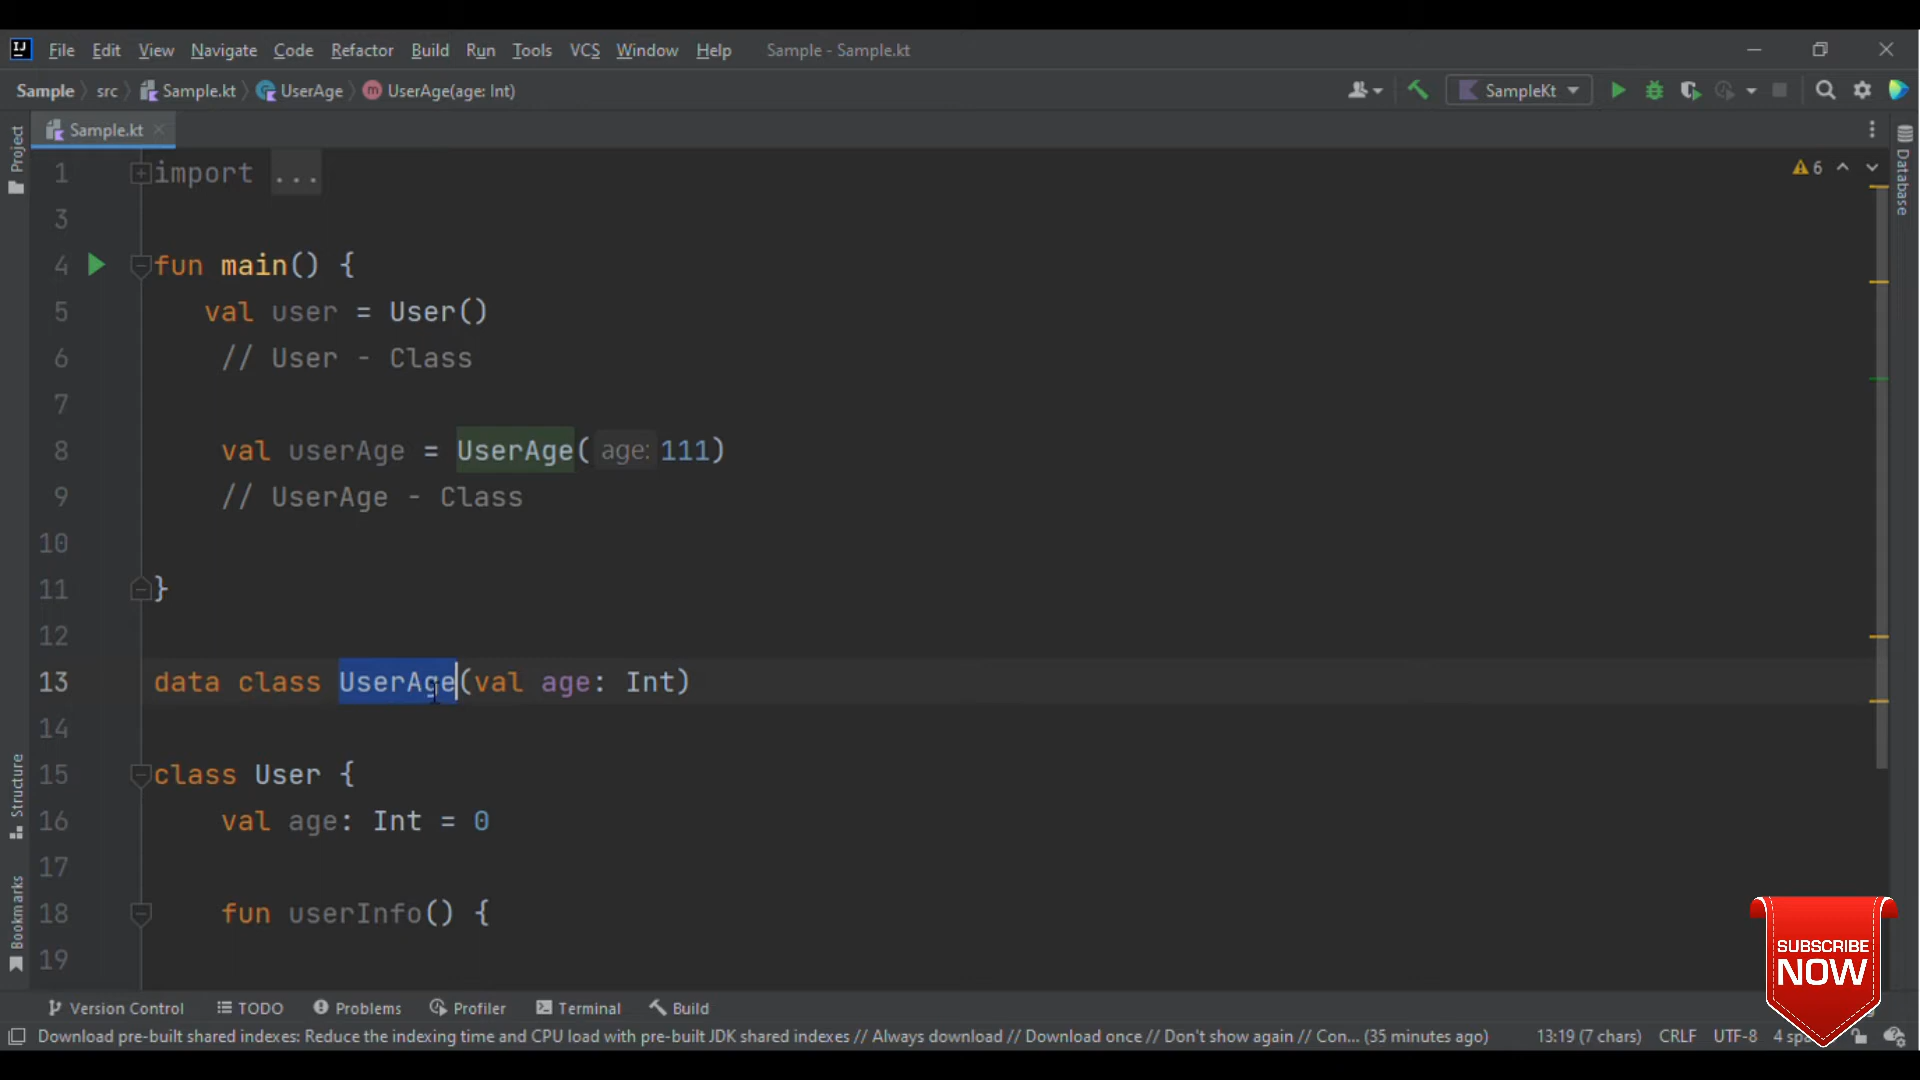 File Edit View Navigate Code Refactor Build Run Tools VCS Window Help Sample - Sample.kt
Sample src Sample.kt UserAge UserAge(age: Int) SampleKt
Sample.kt
Project
Database
6
1 import ...
3
4 fun main() {
5 val user = User()
6 // User - Class
7
8 val userAge = UserAge( age: 111)
9 // UserAge - Class
10
11 }
12
13 data class UserAge(val age: Int)
14
15 class User {
16 val age: Int = 0
17
18 fun userInfo() {
19
Structure
Bookmarks
SUBSCRIBE
NOW
Version Control TODO Problems Profiler Terminal Build
Download pre-built shared indexes: Reduce the indexing time and CPU load with pre-built JDK shared indexes // Always download // Download once // Don't show again // Con... (35 minutes ago) 13:19 (7 chars) CRLF UTF-8 4